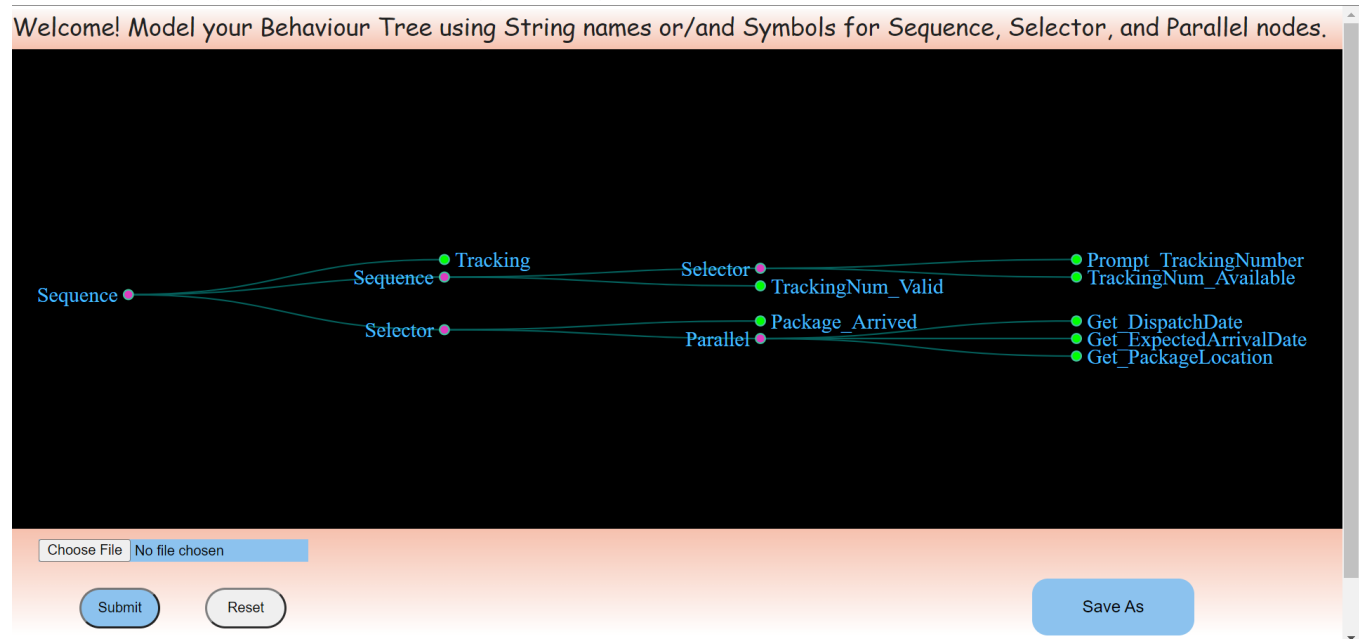 Welcome! Model your Behaviour Tree using String names or/and Symbols for Sequence, Selector, and Parallel nodes.
Sequence
Tracking
Sequence
Selector
Selector
TrackingNum_Valid
Package_Arrived
Parallel
Prompt_TrackingNumber
TrackingNum_Available
Get_DispatchDate
Get_ExpectedArrivalDate
Get_PackageLocation
Choose File No file chosen
Submit Reset Save As